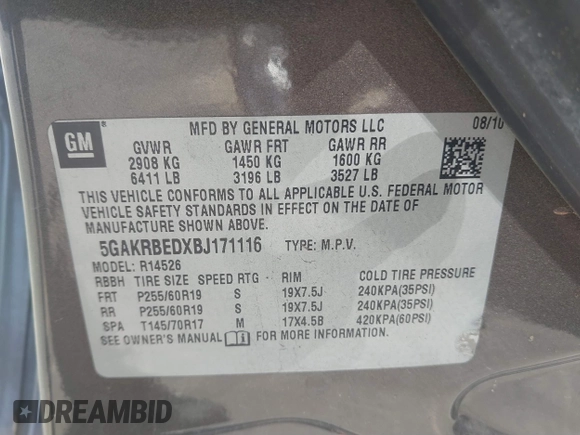 MFD BY GENERAL MOTORS LLC 08/10
GM
GVWR GAWR FRT GAWR RR
2908 KG 1450 KG 1600 KG
6411 LB 3196 LB 3527 LB
THIS VEHICLE CONFORMS TO ALL APPLICABLE U.S. FEDERAL MOTOR
VEHICLE SAFETY STANDARDS IN EFFECT ON THE DATE OF
MANUFACTURE SHOWN ABOVE.
5GAKRBEDXBJ171116 TYPE: M.P.V.
MODEL: R14526
RBBH TIRE SIZE SPEED RTG RIM COLD TIRE PRESSURE
FRT P255/60R19 S 19X7.5J 240KPA(35PSI)
RR P255/60R19 S 19X7.5J 240KPA(35PSI)
SPA T145/70R17 M 17X4.5B 420KPA(60PSI)
SEE OWNER'S MANUAL FOR MORE INFORMATION.
DREAMBID